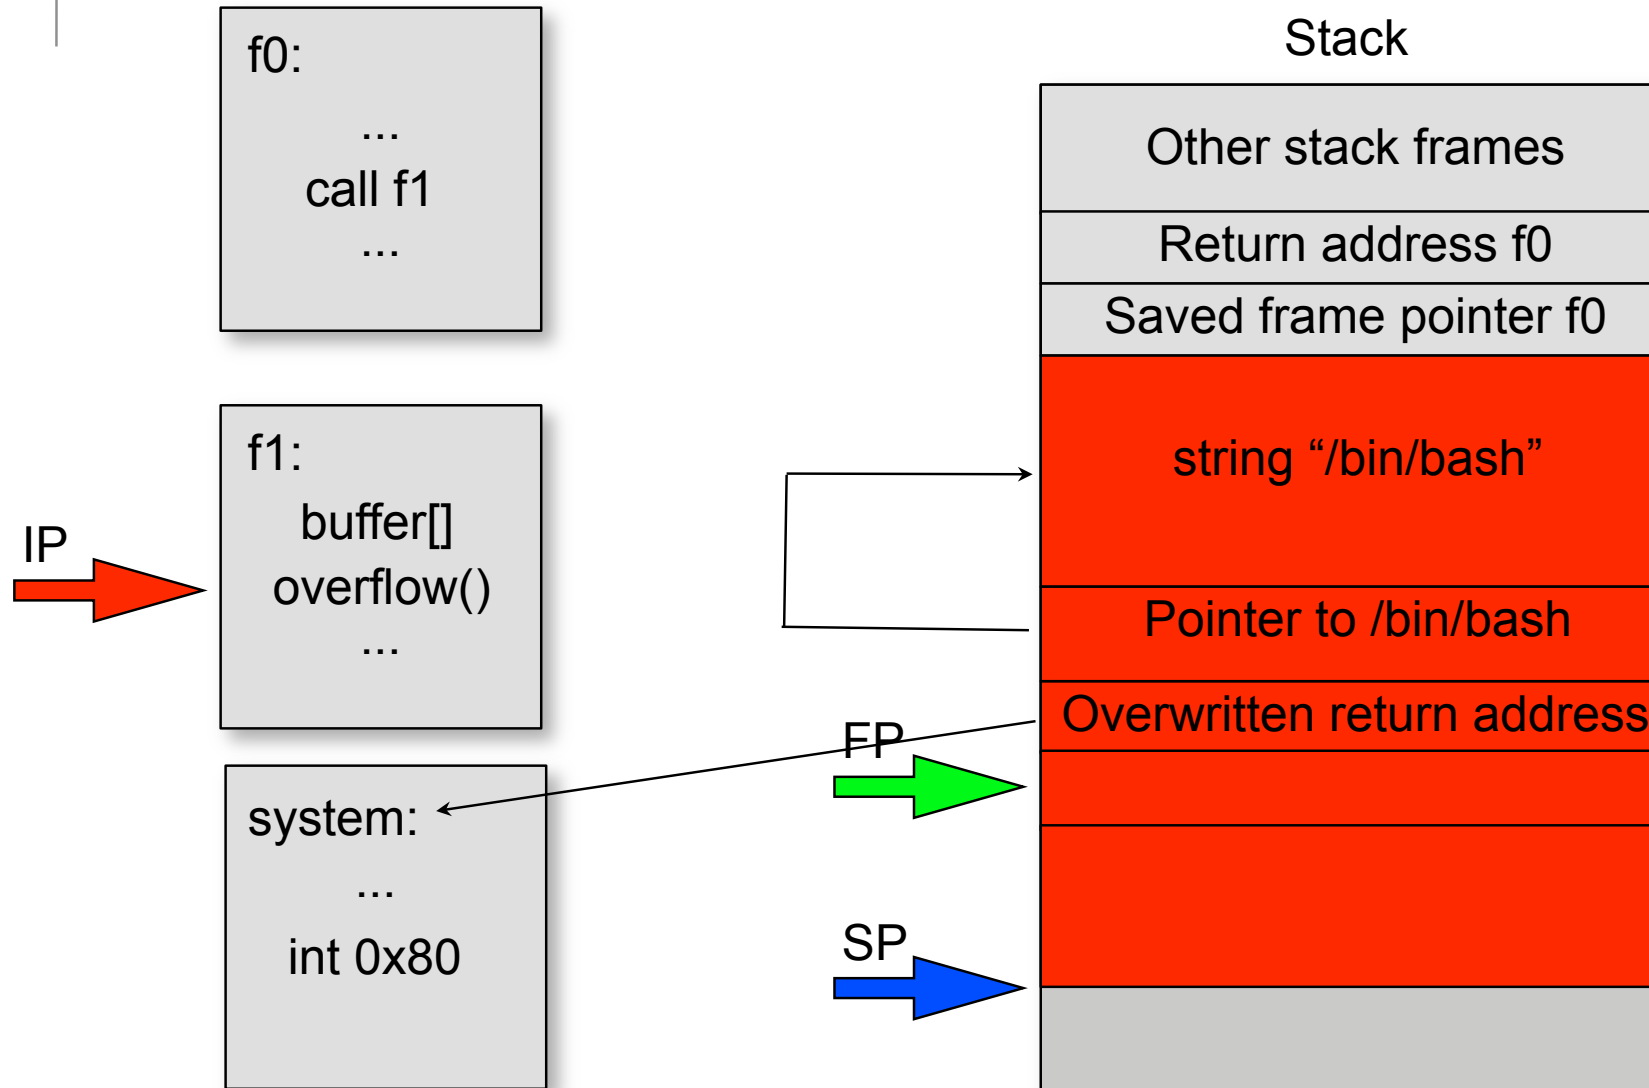 f0:
...
call f1
...
f1:
buffer[]
overflow()
...
IP
system:
...
int 0x80
FP
SP
Stack
Other stack frames
Return address f0
Saved frame pointer f0
string “/bin/bash”
Pointer to /bin/bash
Overwritten return address